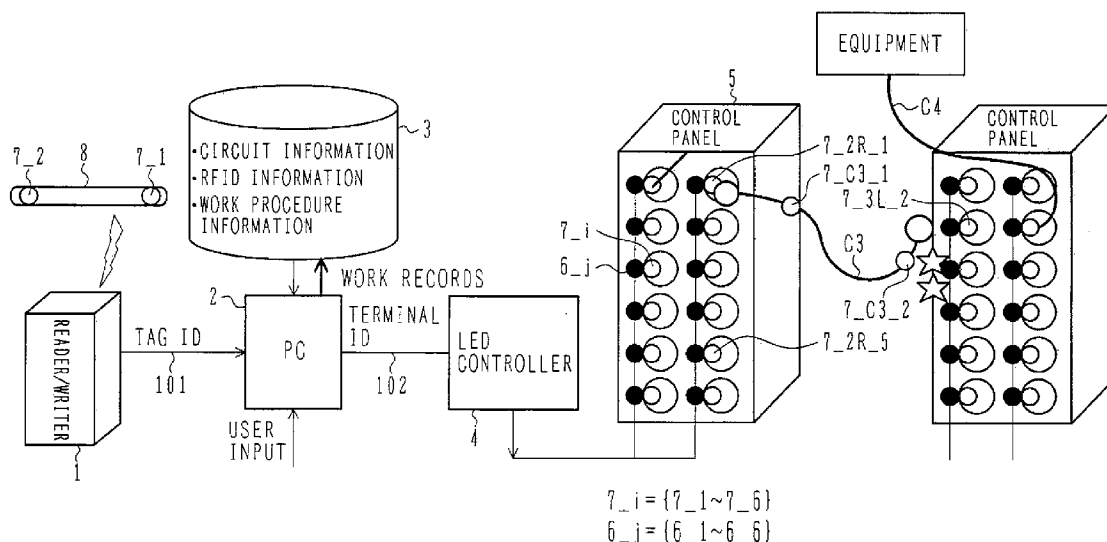 EQUIPMENT
C4
5
CONTROL
PANEL
CONTROL
PANEL
3
7_2
8
7_1
•CIRCUIT INFORMATION
•RFID INFORMATION
•WORK PROCEDURE
INFORMATION
7_2R_1
7_C3_1
7_3L_2
7_i
6_j
C3
7_C3_2
7_2R_5
WORK RECORDS
2
READER/WRITER
1
TAG ID
101
PC
TERMINAL
ID
102
LED
CONTROLLER
4
USER
INPUT
7_i={7_1~7_6}
6_j={6_1~6_6}